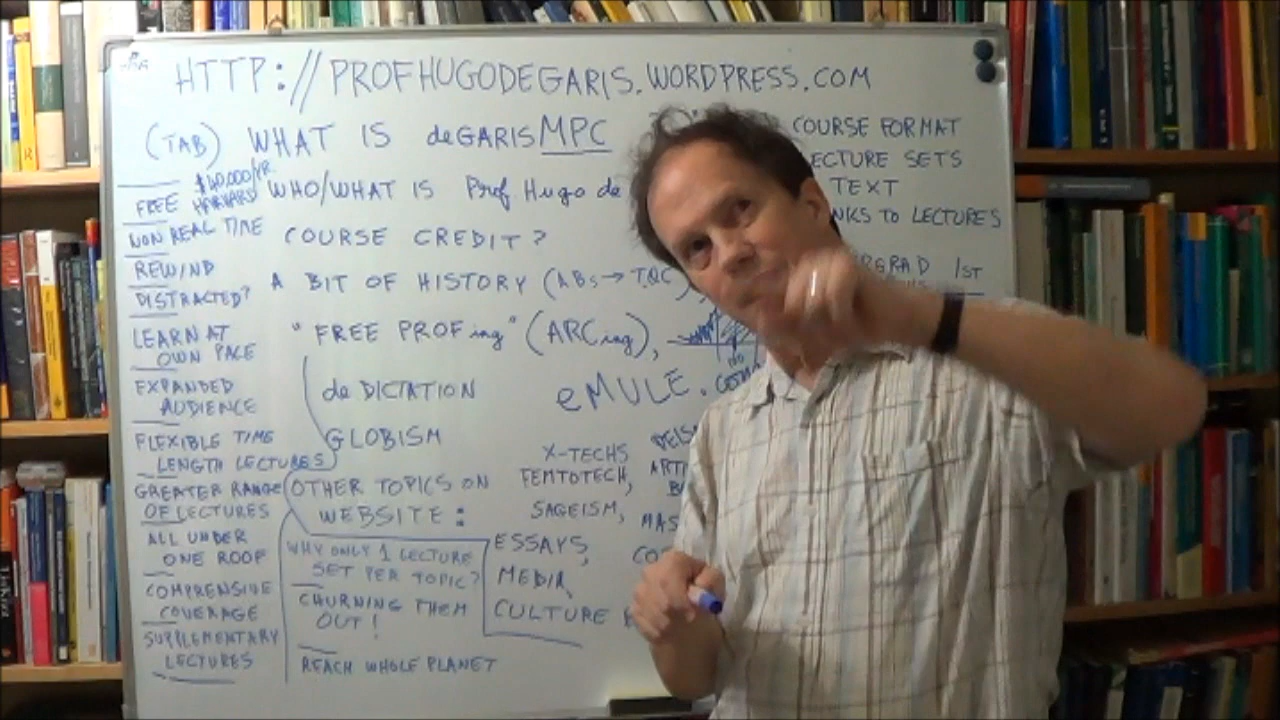 HTTP://PROFHUGODEGARIS.WORDPRESS.COM
(TAB) WHAT IS deGARISMPC
COURSE FORMAT
LECTURE SETS
TEXT
NKS TO LECTURES
RGRAD 1ST
$40,000/YR.
FREE HARVARD
WHO/WHAT IS Prof Hugo de
NON REAL TIME
COURSE CREDIT?
REWIND
DISTRACTED?
A BIT OF HISTORY (ABs→TQC)
LEARN AT
OWN PACE
"FREE PROFing" (ARCing),
EXPANDED
AUDIENCE
de DICTATION
eMULE.
FLEXIBLE TIME
LENGTH LECTURES
GLOBISM
X-TECHS
FEMTOTECH,
SAGEISM,
GREATER RANGE
OF LECTURES
OTHER TOPICS ON
WEBSITE:
ESSAYS,
MEDIA,
CULTURE
ALL UNDER
ONE ROOF
WHY ONLY 1 LECTURE
SET PER TOPIC?
COMPRENSIVE
COVERAGE
CHURNING THEM
OUT!
SUPPLEMENTARY
LECTURES
REACH WHOLE PLANET